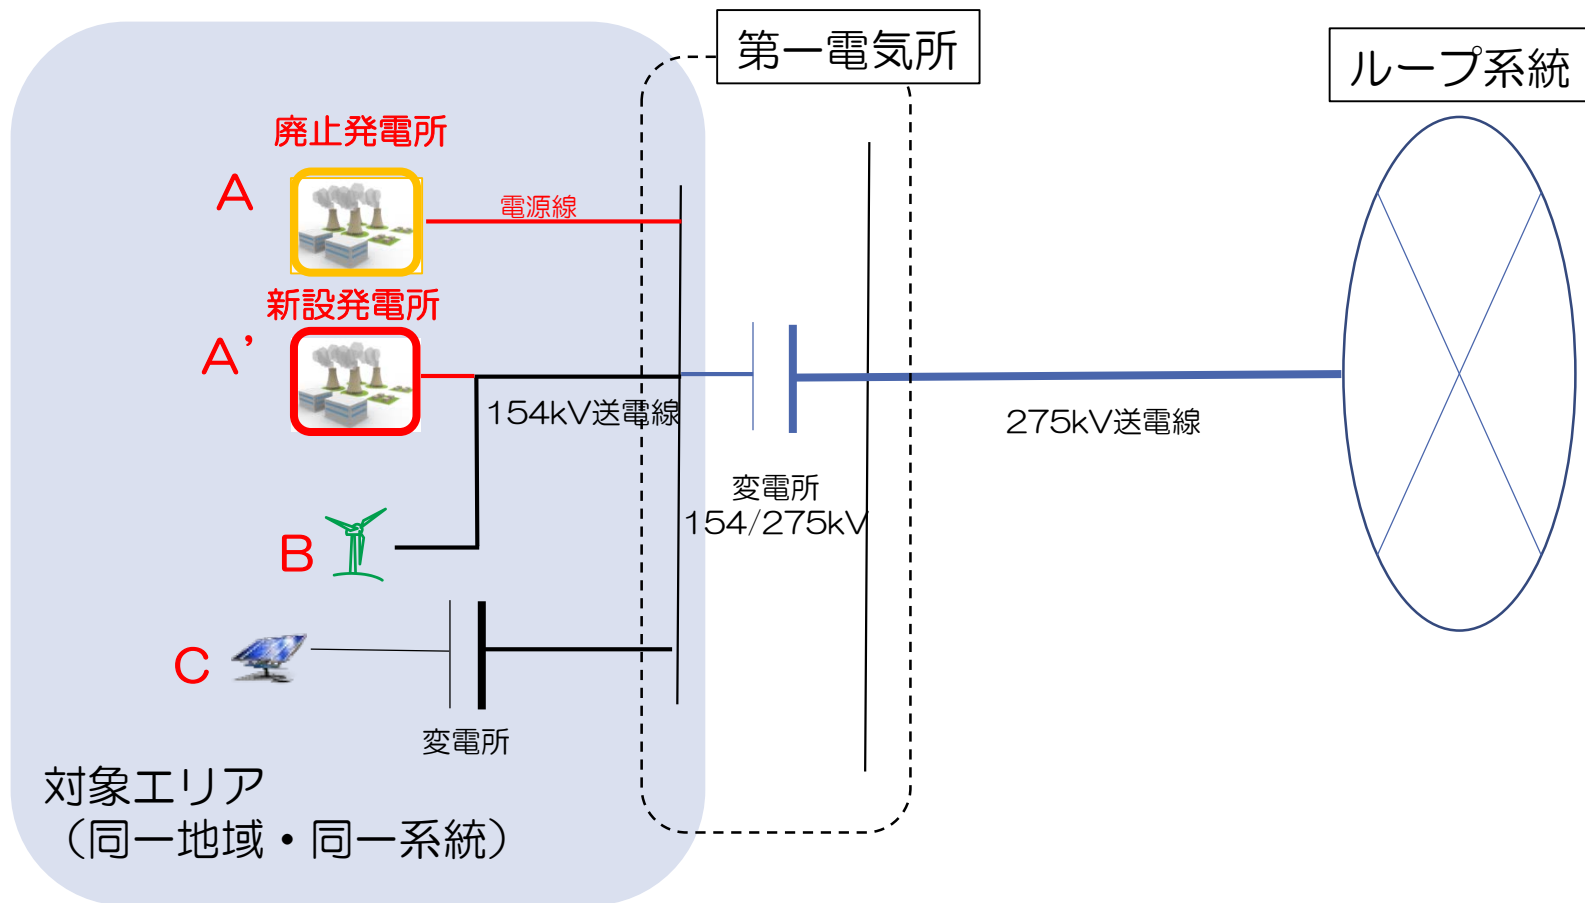 第一電気所
ループ系統
廃止発電所
A
電源線
新設発電所
A’
154kV送電線
275kV送電線
変電所
154/275kV
B
C
変電所
対象エリア
（同一地域・同一系統）